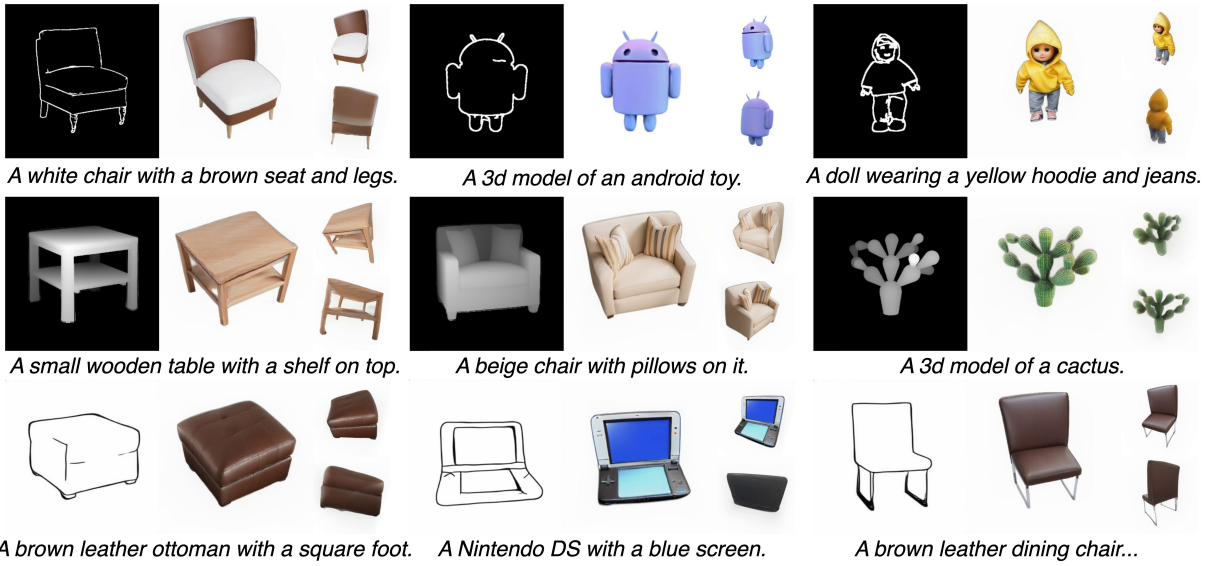 A white chair with a brown seat and legs.
A 3d model of an android toy.
A doll wearing a yellow hoodie and jeans.
A small wooden table with a shelf on top.
A beige chair with pillows on it.
A 3d model of a cactus.
A brown leather ottoman with a square foot.
A Nintendo DS with a blue screen.
A brown leather dining chair...